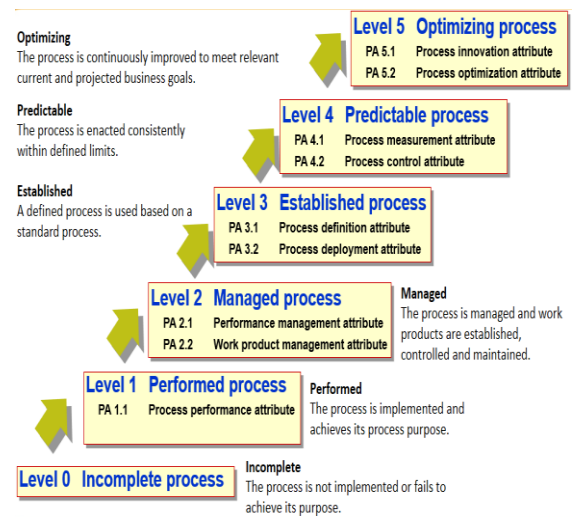 Level 5 Optimizing process
PA 5.1 Process innovation attribute
PA 5.2 Process optimization attribute
Optimizing
The process is continuously improved to meet relevant
current and projected business goals.
Level 4 Predictable process
PA 4.1 Process measurement attribute
PA 4.2 Process control attribute
Predictable
The process is enacted consistently
within defined limits.
Level 3 Established process
PA 3.1 Process definition attribute
PA 3.2 Process deployment attribute
Established
A defined process is used based on a
standard process.
Level 2 Managed process
PA 2.1 Performance management attribute
PA 2.2 Work product management attribute
Managed
The process is managed and work
products are established,
controlled and maintained.
Level 1 Performed process
PA 1.1 Process performance attribute
Performed
The process is implemented and
achieves its process purpose.
Level 0 Incomplete process
Incomplete
The process is not implemented or fails to
achieve its purpose.